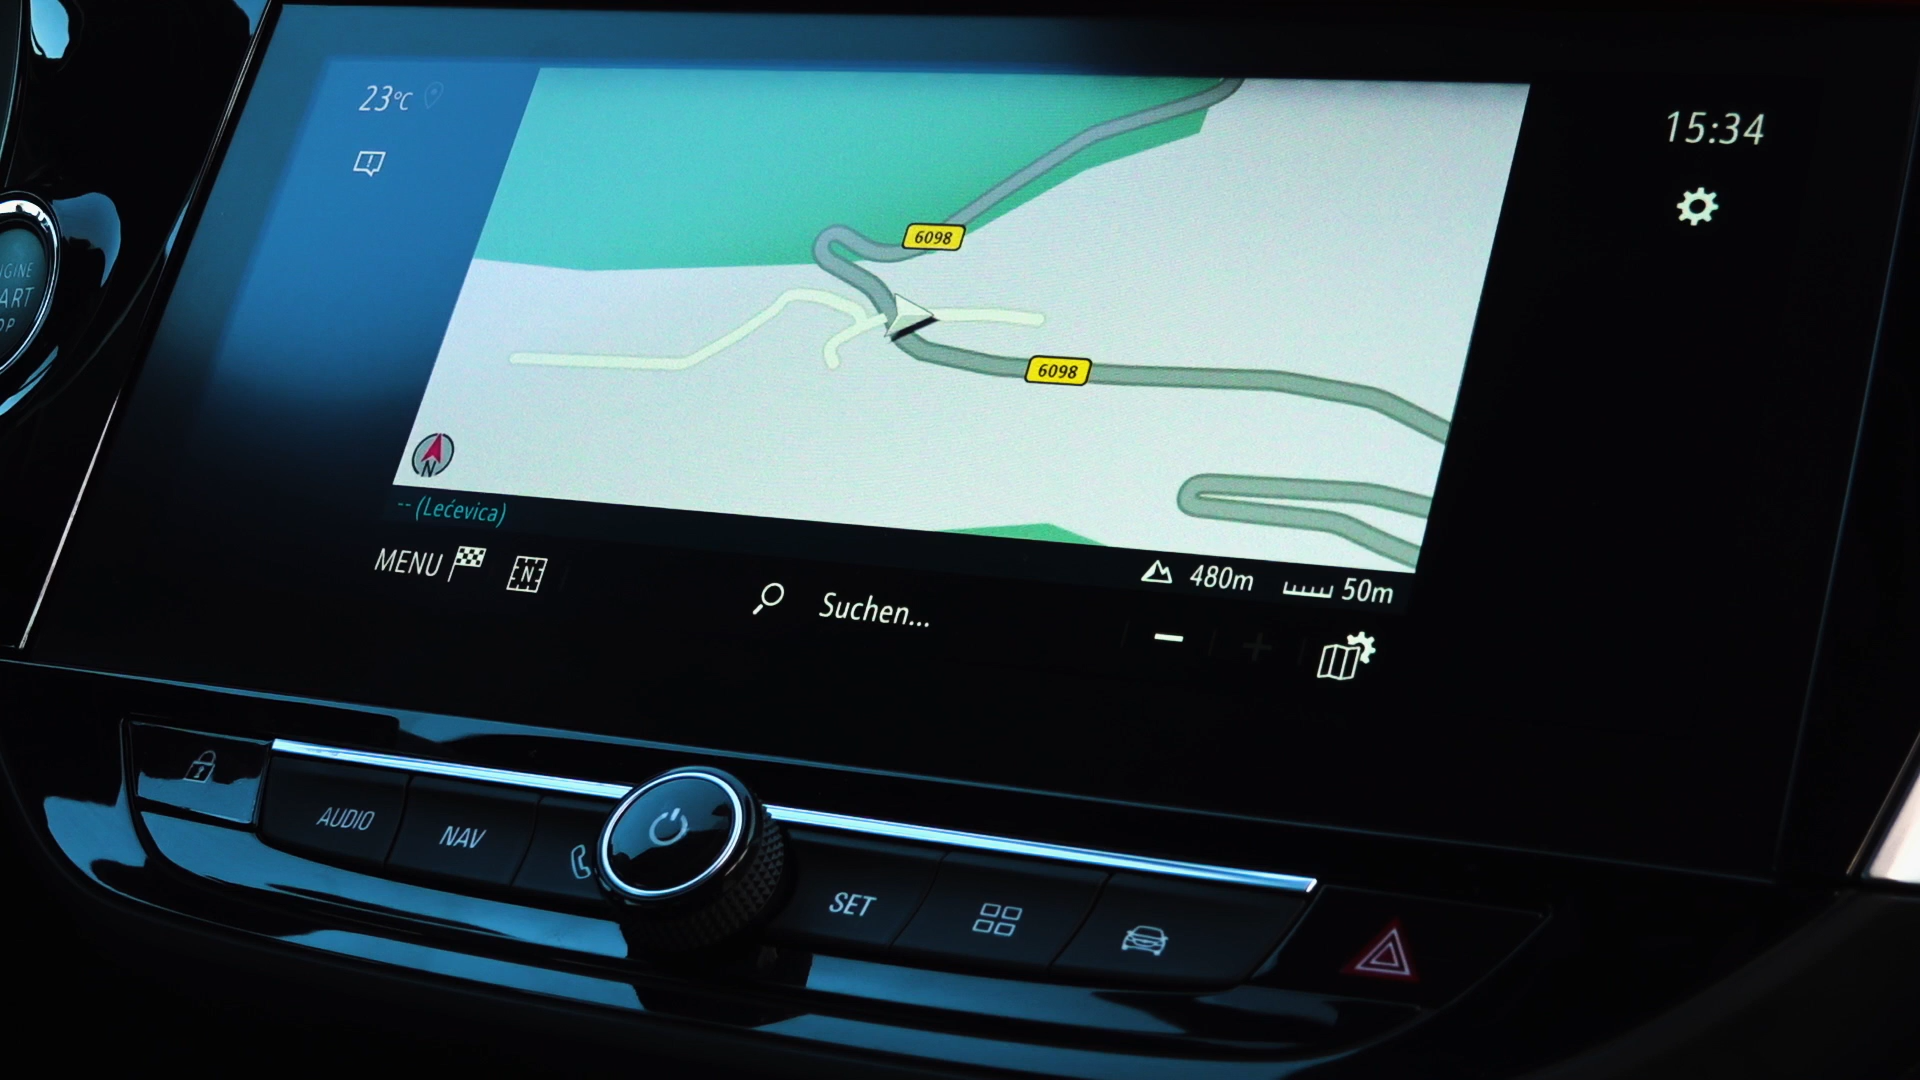 23°C
15:34
6098
6098
N
-- (Lećevica)
MENU
N
480m
50m
Suchen...
AUDIO
NAV
SET